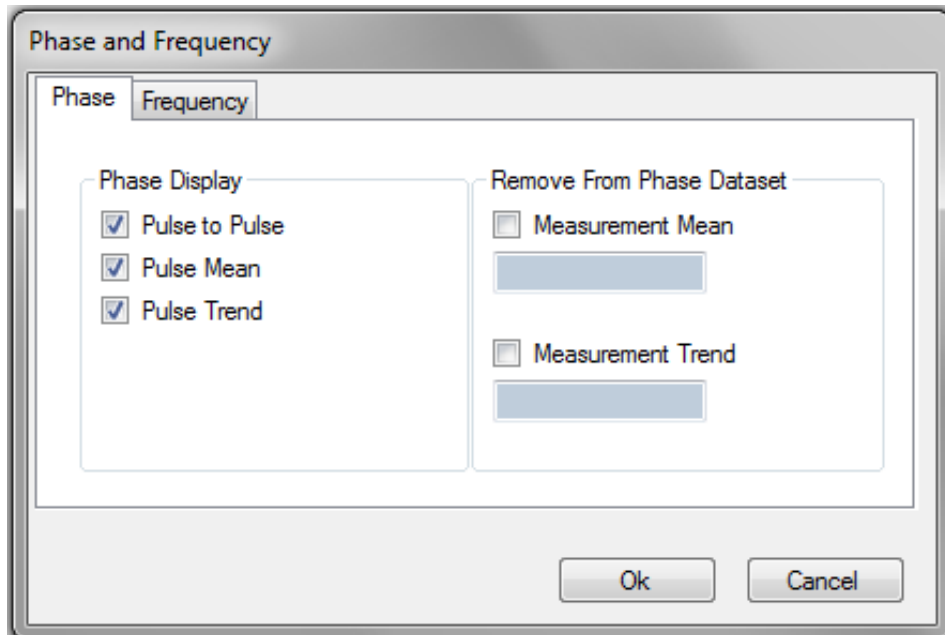 Phase and Frequency
Phase Frequency
Phase Display
Pulse to Pulse
Pulse Mean
Pulse Trend
Remove From Phase Dataset
Measurement Mean
Measurement Trend
Ok Cancel